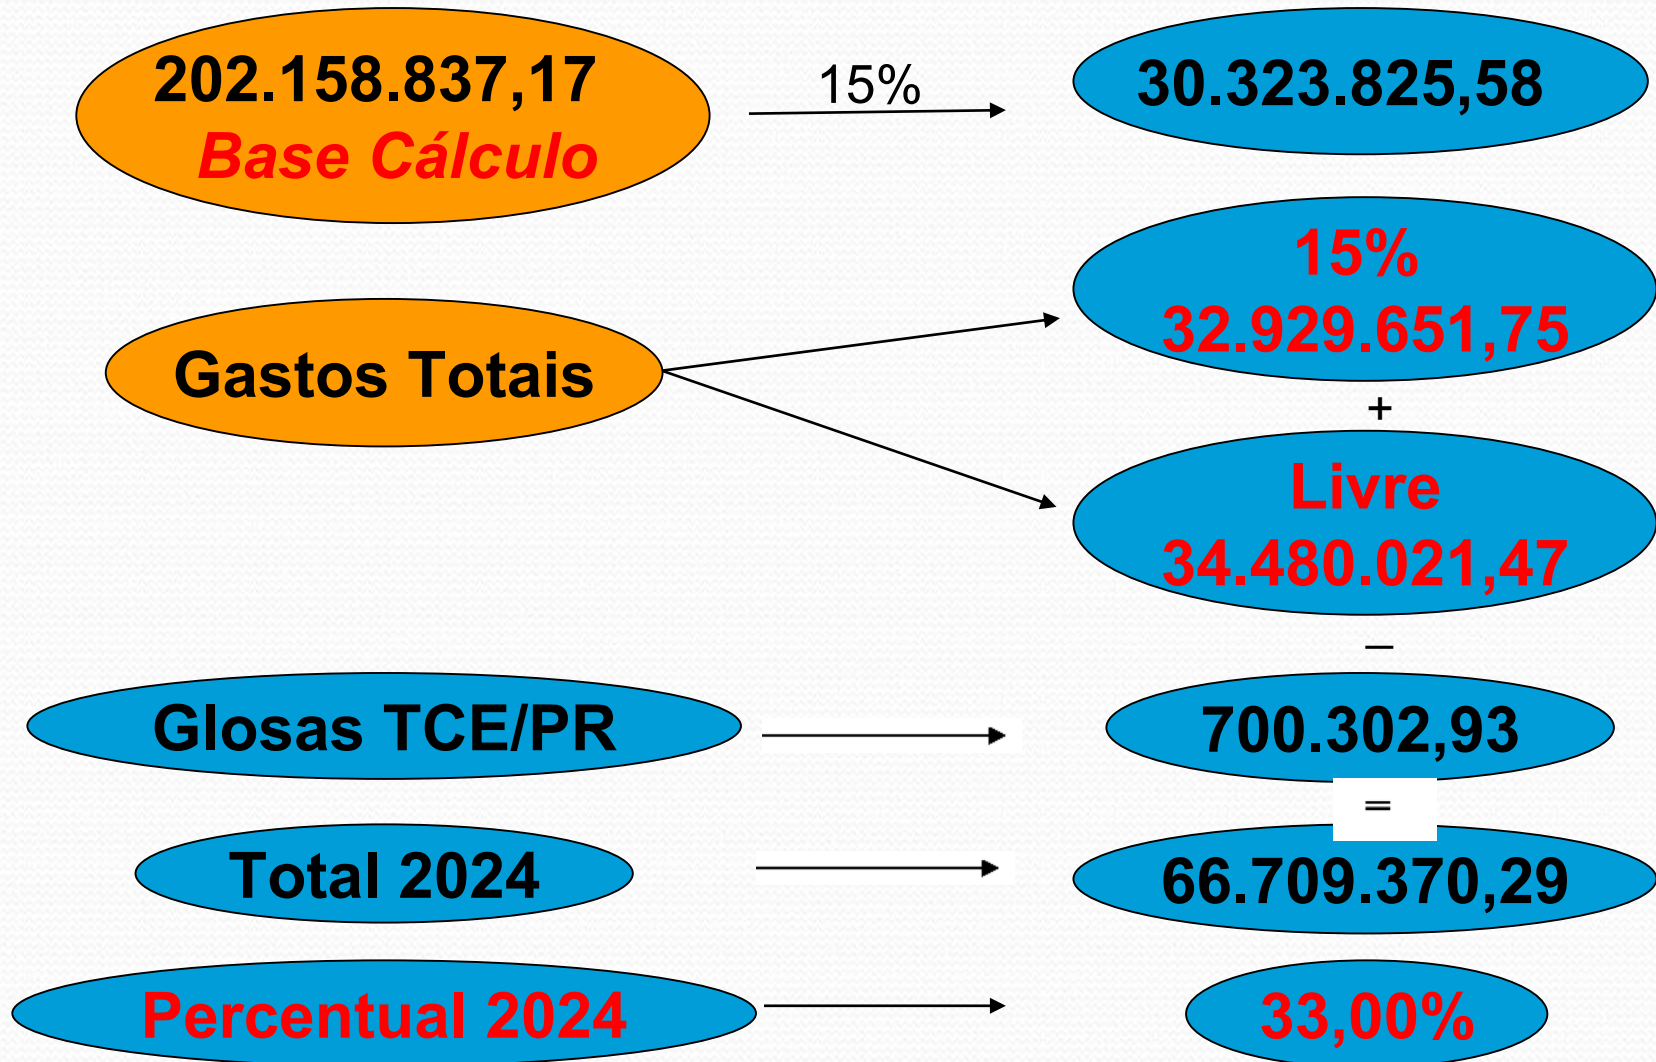 202.158.837,17
Base Cálculo
15%
30.323.825,58
Gastos Totais
15%
32.929.651,75
+
Livre
34.480.021,47
–
Glosas TCE/PR
700.302,93
=
Total 2024
66.709.370,29
Percentual 2024
33,00%